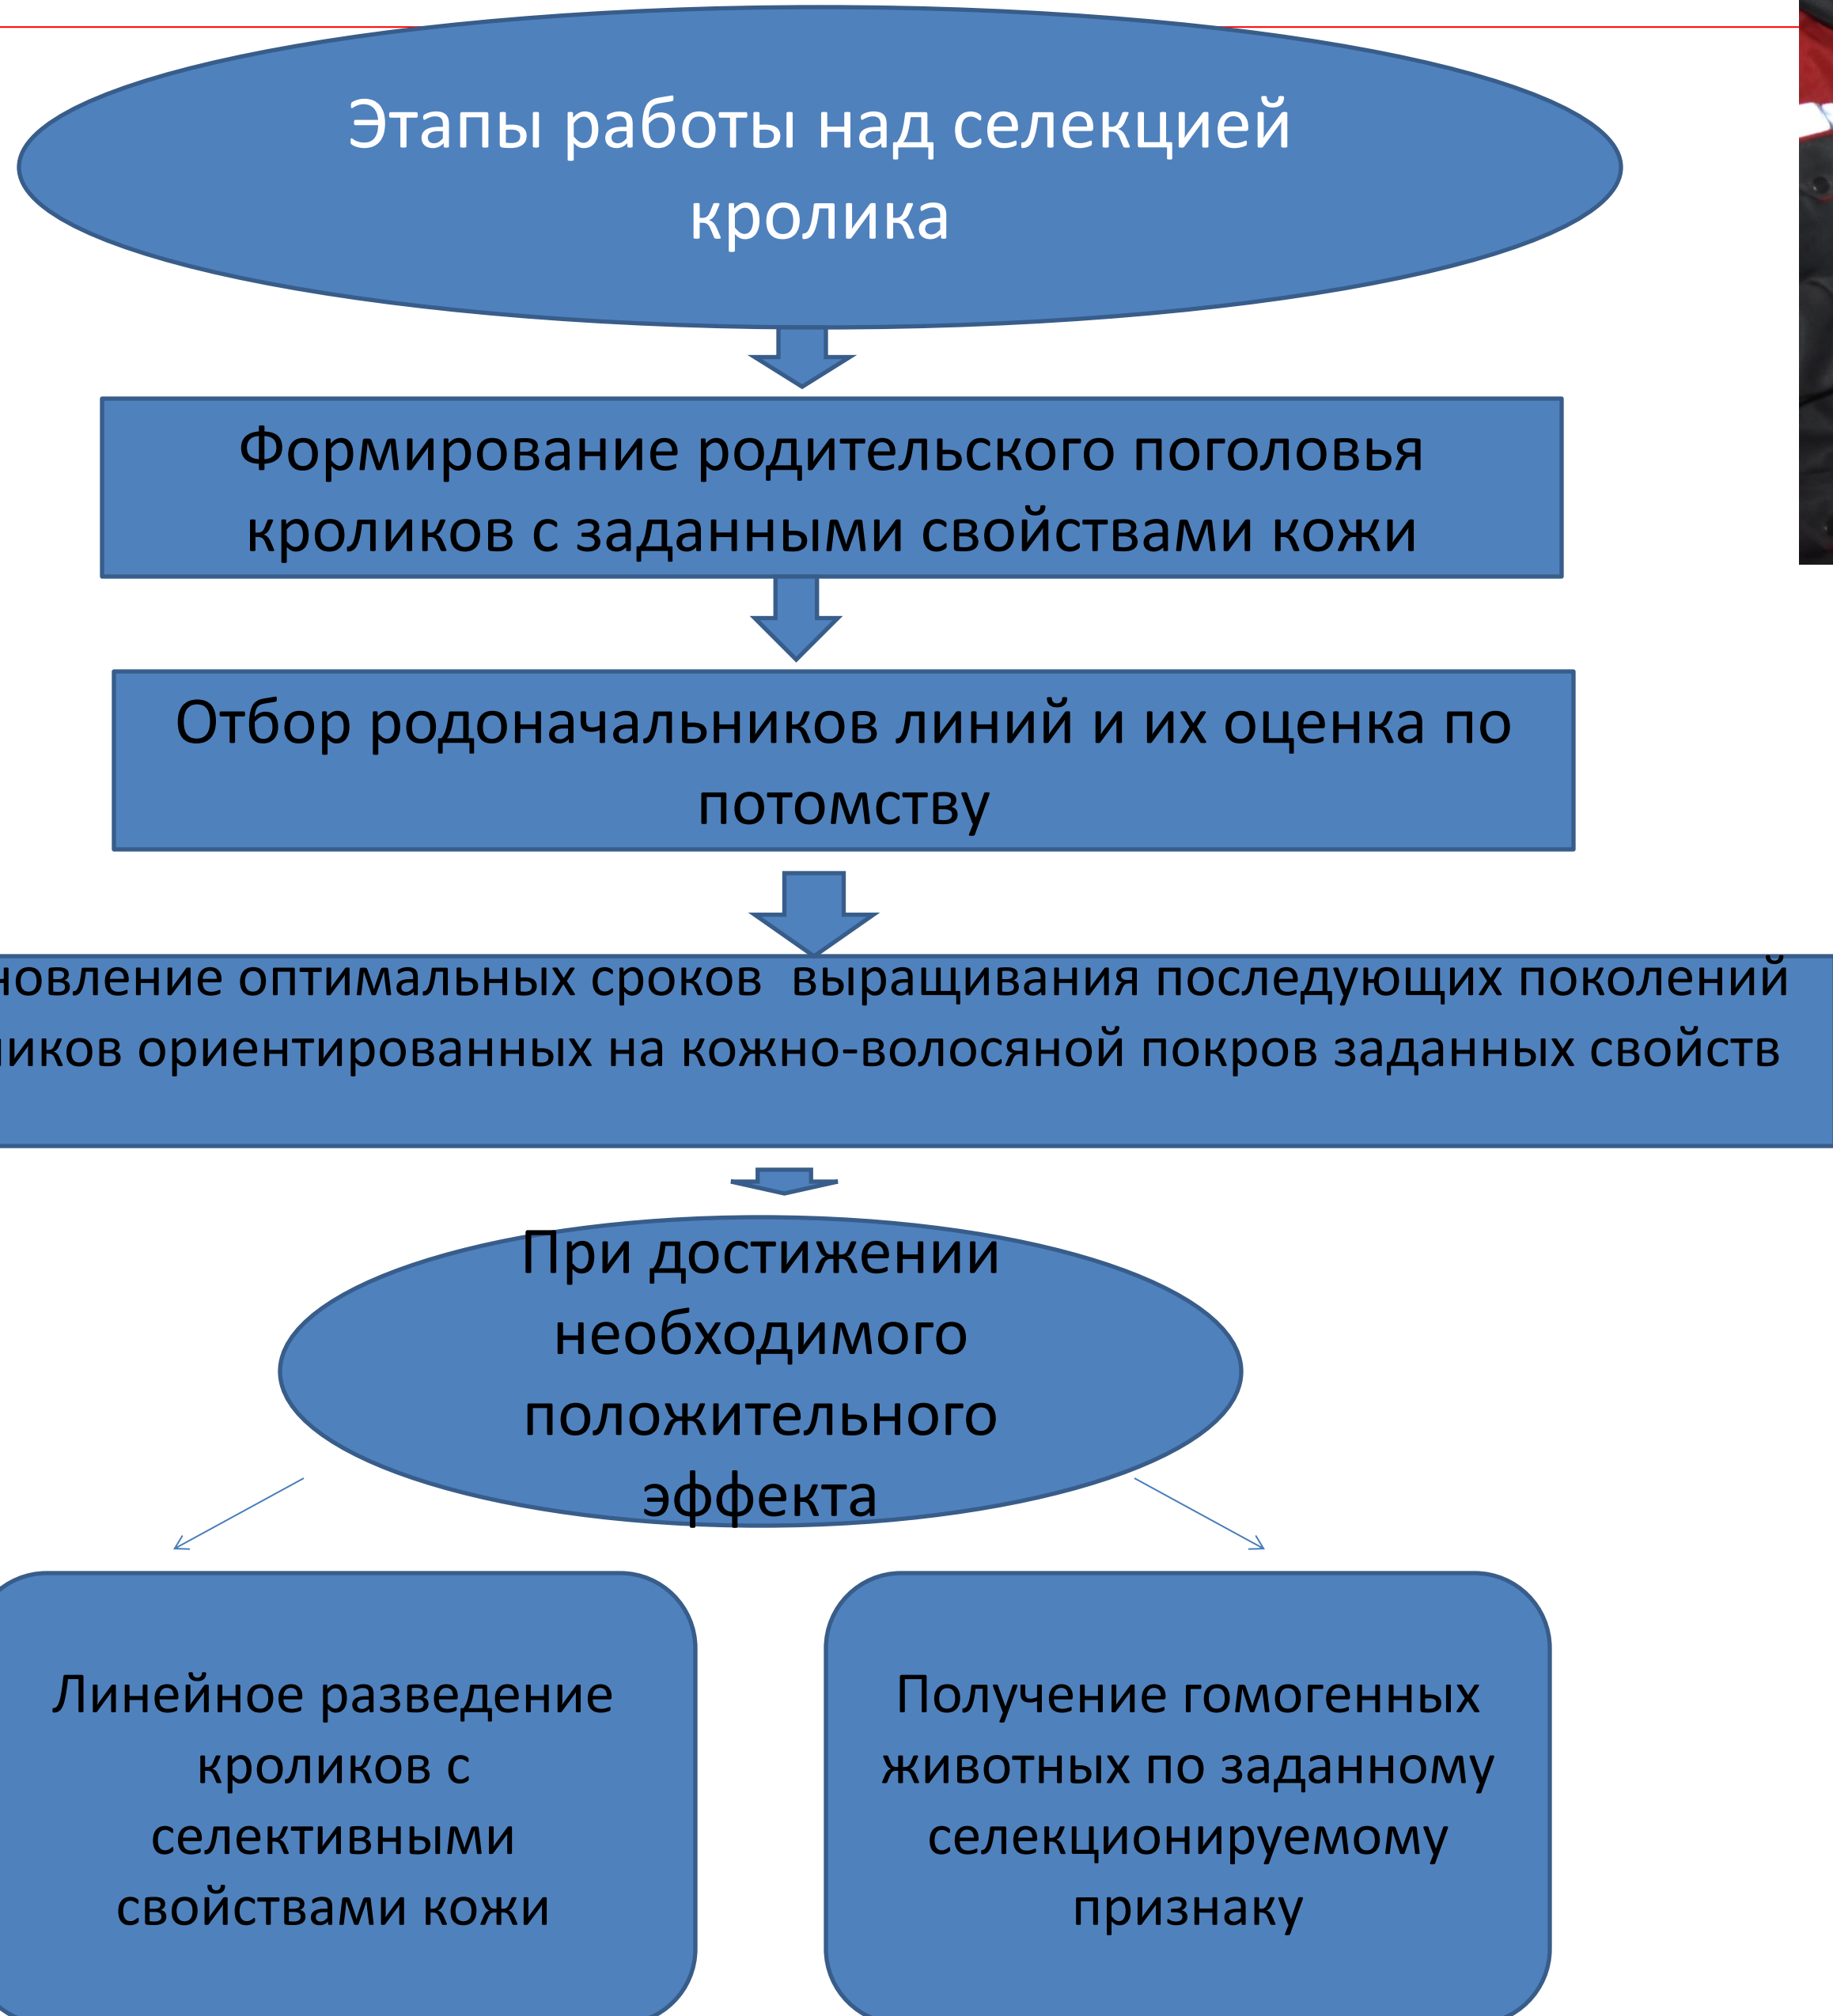 Этапы работы над селекцией
кролика
Формирование родительского поголовья
кроликов с заданными свойствами кожи
Отбор родоначальников линий и их оценка по
потомству
оптимальных сроков выращивания последующих поколений
ориентированных на кожно-волосяной покров заданных свойств
При достижении
необходимого
положительного
эффекта
Линейное разведение
кроликов с
селективными
свойствами кожи
Получение гомогенных
животных по заданному
селекционируемому
признаку